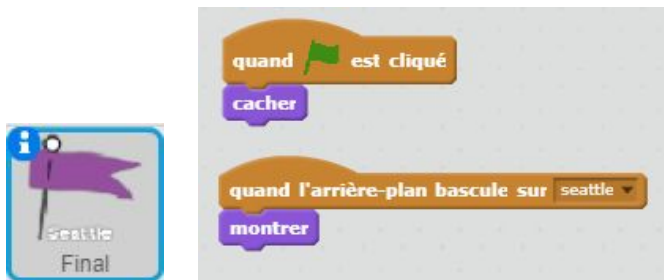 quand est cliqué
cacher
quand l'arrière-plan bascule sur seattle
montrer
i
Seattle
Final